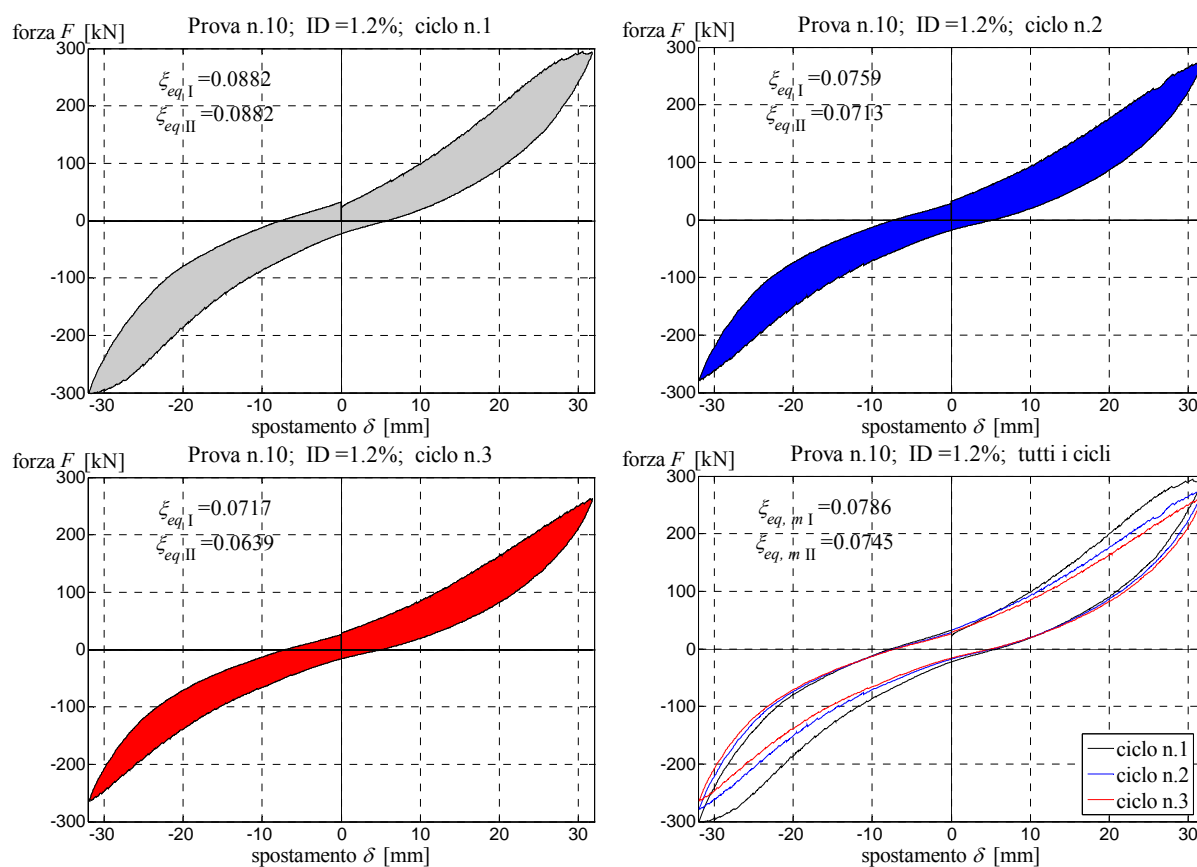 forza F [kN]
Prova n.10; ID =1.2%; ciclo n.1
ξeq I =0.0882
ξeq II =0.0882
300
200
100
0
-100
-200
-300
-30 -20 -10 0 10 20 30
spostamento δ [mm]
forza F [kN]
Prova n.10; ID =1.2%; ciclo n.2
ξeq I =0.0759
ξeq II =0.0713
300
200
100
0
-100
-200
-300
-30 -20 -10 0 10 20 30
spostamento δ [mm]
forza F [kN]
Prova n.10; ID =1.2%; ciclo n.3
ξeq I =0.0717
ξeq II =0.0639
300
200
100
0
-100
-200
-300
-30 -20 -10 0 10 20 30
spostamento δ [mm]
forza F [kN]
Prova n.10; ID =1.2%; tutti i cicli
ξeq, m I =0.0786
ξeq, m II =0.0745
300
200
100
0
-100
-200
-300
-30 -20 -10 0 10 20 30
spostamento δ [mm]
ciclo n.1
ciclo n.2
ciclo n.3